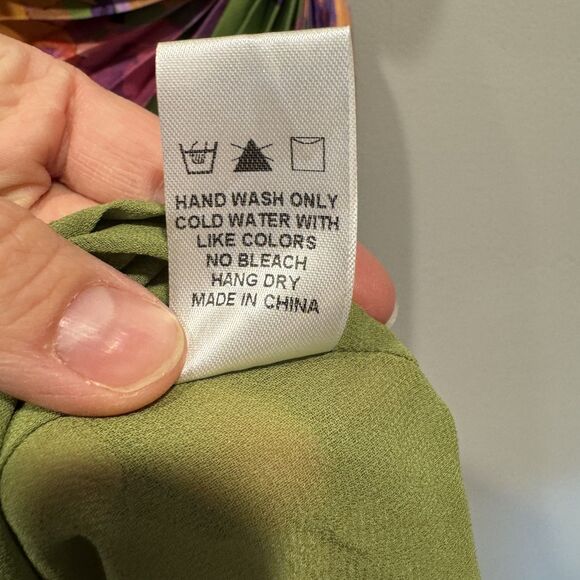 HAND WASH ONLY
COLD WATER WITH
LIKE COLORS
NO BLEACH
HANG DRY
MADE IN CHINA